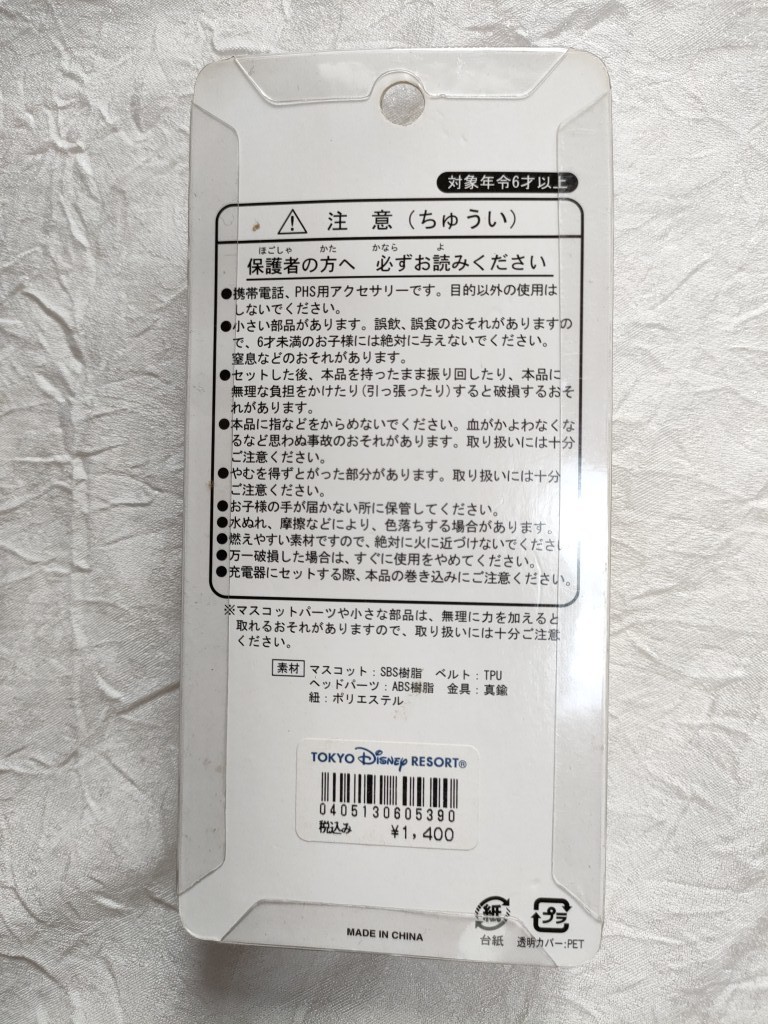 対象年令6才以上
注 意（ちゅうい）
ほごしゃ かた かなら よ
保護者の方へ 必ずお読みください
●携帯電話、PHS用アクセサリーです。目的以外の使用は
しないでください。
●小さい部品があります。誤飲、誤食のおそれがありますの
で、6才未満のお子様には絶対に与えないでください。
窒息などのおそれがあります。
●セットした後、本品を持ったまま振り回したり、本品に
無理な負担をかけたり(引っ張ったり)すると破損するおそ
れがあります。
●本品に指などをからめないでください。血がかよわなくな
るなど思わぬ事故のおそれがあります。取り扱いには十分
ご注意ください。
●やむを得ずとがった部分があります。取り扱いには十分
ご注意ください。
●お子様の手が届かない所に保管してください。
●水ぬれ、摩擦などにより、色落ちする場合があります。
●燃えやすい素材ですので、絶対に火に近づけないでください
●万一破損した場合は、すぐに使用をやめてください。
●充電器にセットする際、本品の巻き込みにご注意ください。
※マスコットパーツや小さな部品は、無理に力を加えると
取れるおそれがありますので、取り扱いには十分ご注意
ください。
素材 マスコット：SBS樹脂 ベルト：TPU
ヘッドパーツ：ABS樹脂 金具：真鍮
紐：ポリエステル
TOKYO Disney RESORT®
0405130605390
税込み ¥1,400
紙
プラ
台紙 透明カバー:PET
MADE IN CHINA